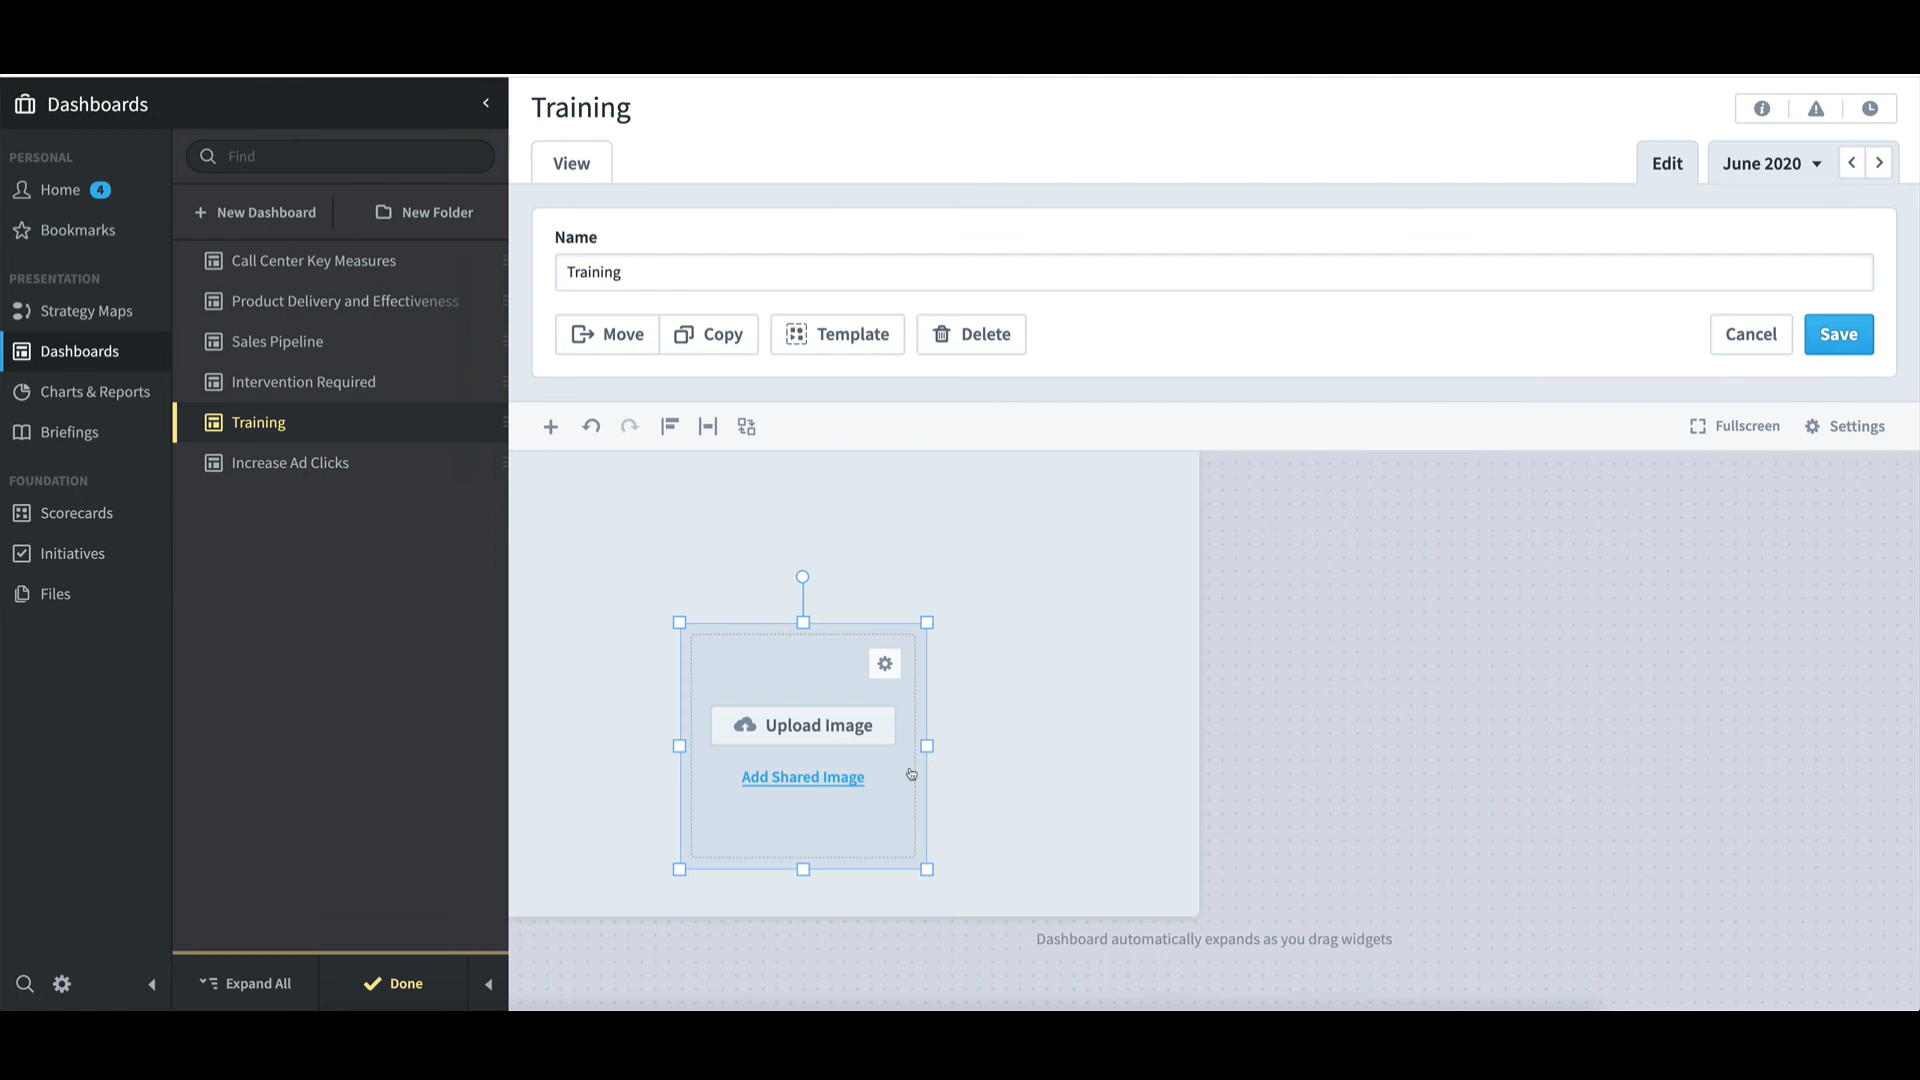 Dashboards
PERSONAL
Home 4
Bookmarks
PRESENTATION
Strategy Maps
Dashboards
Charts & Reports
Briefings
FOUNDATION
Scorecards
Initiatives
Files
Find
New Dashboard
New Folder
Call Center Key Measures
Product Delivery and Effectiveness
Sales Pipeline
Intervention Required
Training
Increase Ad Clicks
Expand All
Done
Training
View
Edit
June 2020
Name
Training
Move
Copy
Template
Delete
Cancel
Save
Fullscreen
Settings
Upload Image
Add Shared Image
Dashboard automatically expands as you drag widgets